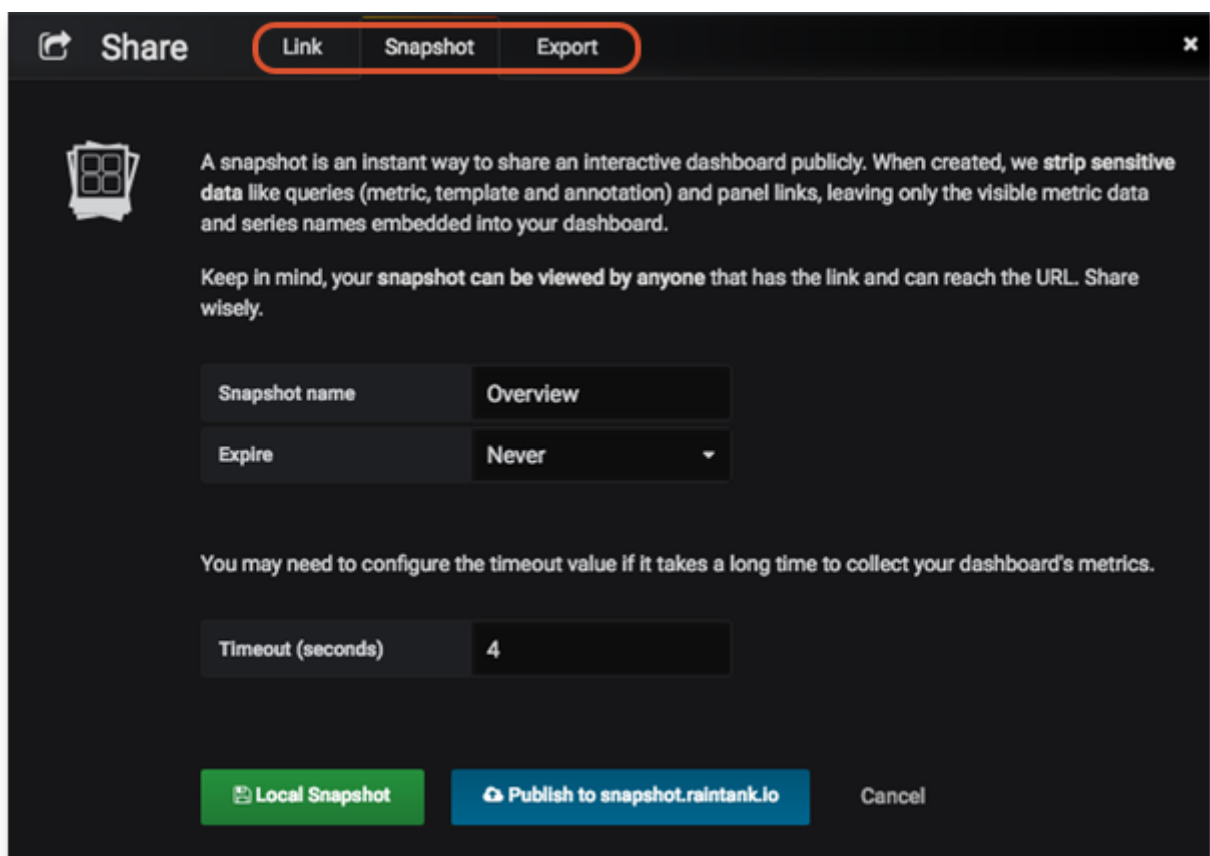 Share Link Snapshot Export
A snapshot is an instant way to share an interactive dashboard publicly. When created, we strip sensitive
data like queries (metric, template and annotation) and panel links, leaving only the visible metric data
and series names embedded into your dashboard.
Keep in mind, your snapshot can be viewed by anyone that has the link and can reach the URL. Share
wisely.
Snapshot name Overview
Expire Never
You may need to configure the timeout value if it takes a long time to collect your dashboard's metrics.
Timeout (seconds) 4
Local Snapshot Publish to snapshot.raintank.io Cancel